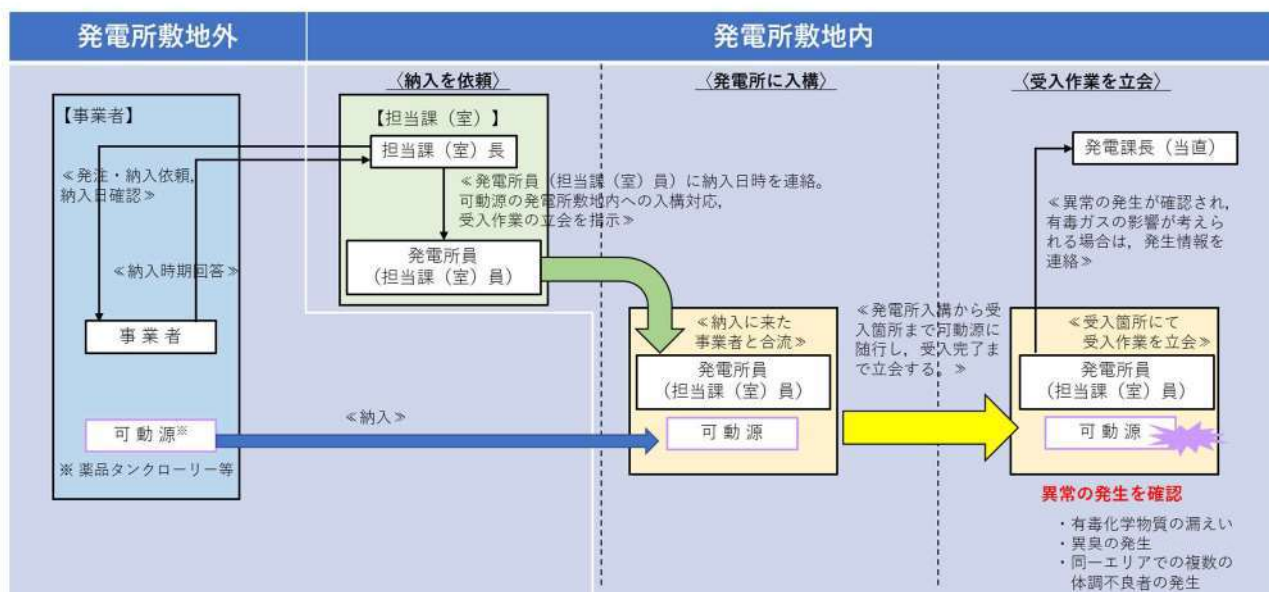 発電所敷地外
発電所敷地内
〈納入を依頼〉
〈発電所に入構〉
〈受入作業を立会〉
【事業者】
≪発注・納入依頼,
納入日確認≫
≪納入時期回答≫
事 業 者
可 動 源※
※ 薬品タンクローリー等
【担当課（室）】
担当課（室）長
≪発電所員（担当課（室）員）に納入日時を連絡。
可動源の発電所敷地内への入構対応,
受入作業の立会を指示≫
発電所員
（担当課（室）員）
≪納入≫
≪納入に来た
事業者と合流≫
発電所員
（担当課（室）員）
可 動 源
≪発電所入構から受
入箇所まで可動源に
随行し，受入完了ま
で立会する。≫
発電課長（当直）
≪異常の発生が確認され，
有毒ガスの影響が考えら
れる場合は，発生情報を
連絡≫
≪受入箇所にて
受入作業を立会≫
発電所員
（担当課（室）員）
可 動 源
異常の発生を確認
・有毒化学物質の漏えい
・異臭の発生
・同一エリアでの複数の
体調不良者の発生